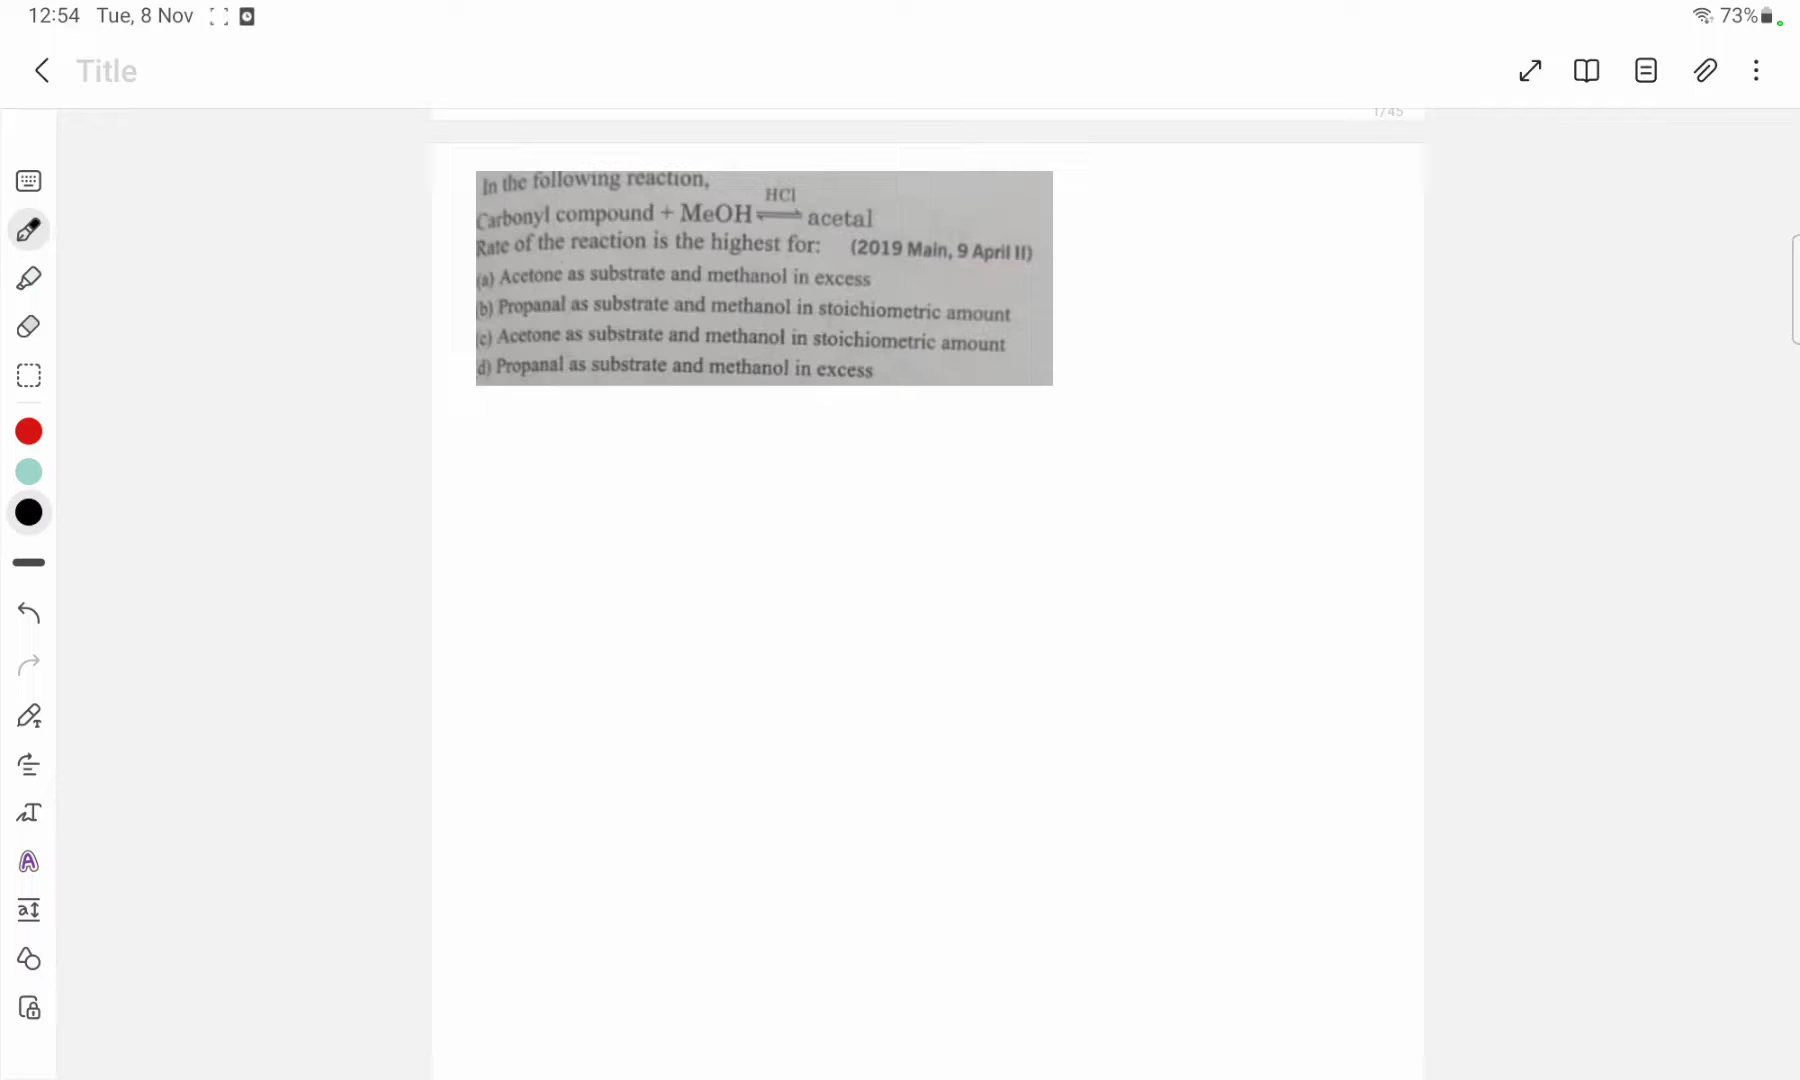 12:54 Tue, 8 Nov
73%
Title
1/45
In the following reaction,
HCl
Carbonyl compound + MeOH ⇌ acetal
Rate of the reaction is the highest for: (2019 Main, 9 April II)
(a) Acetone as substrate and methanol in excess
(b) Propanal as substrate and methanol in stoichiometric amount
(c) Acetone as substrate and methanol in stoichiometric amount
d) Propanal as substrate and methanol in excess